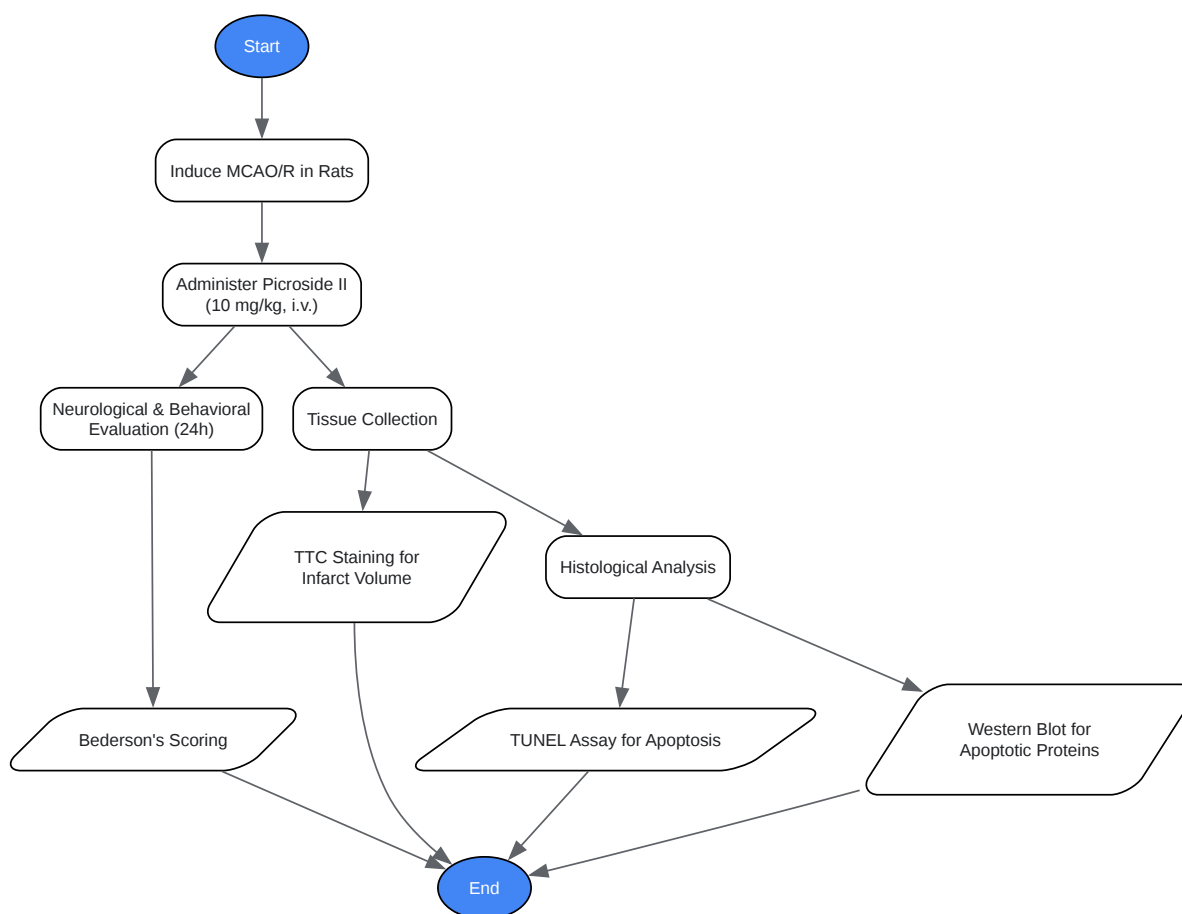 Start
Induce MCAO/R in Rats
Administer Picroside II
(10 mg/kg, i.v.)
Neurological & Behavioral
Evaluation (24h)
Tissue Collection
TTC Staining for
Infarct Volume
Histological Analysis
Bederson's Scoring
TUNEL Assay for Apoptosis
Western Blot for
Apoptotic Proteins
End